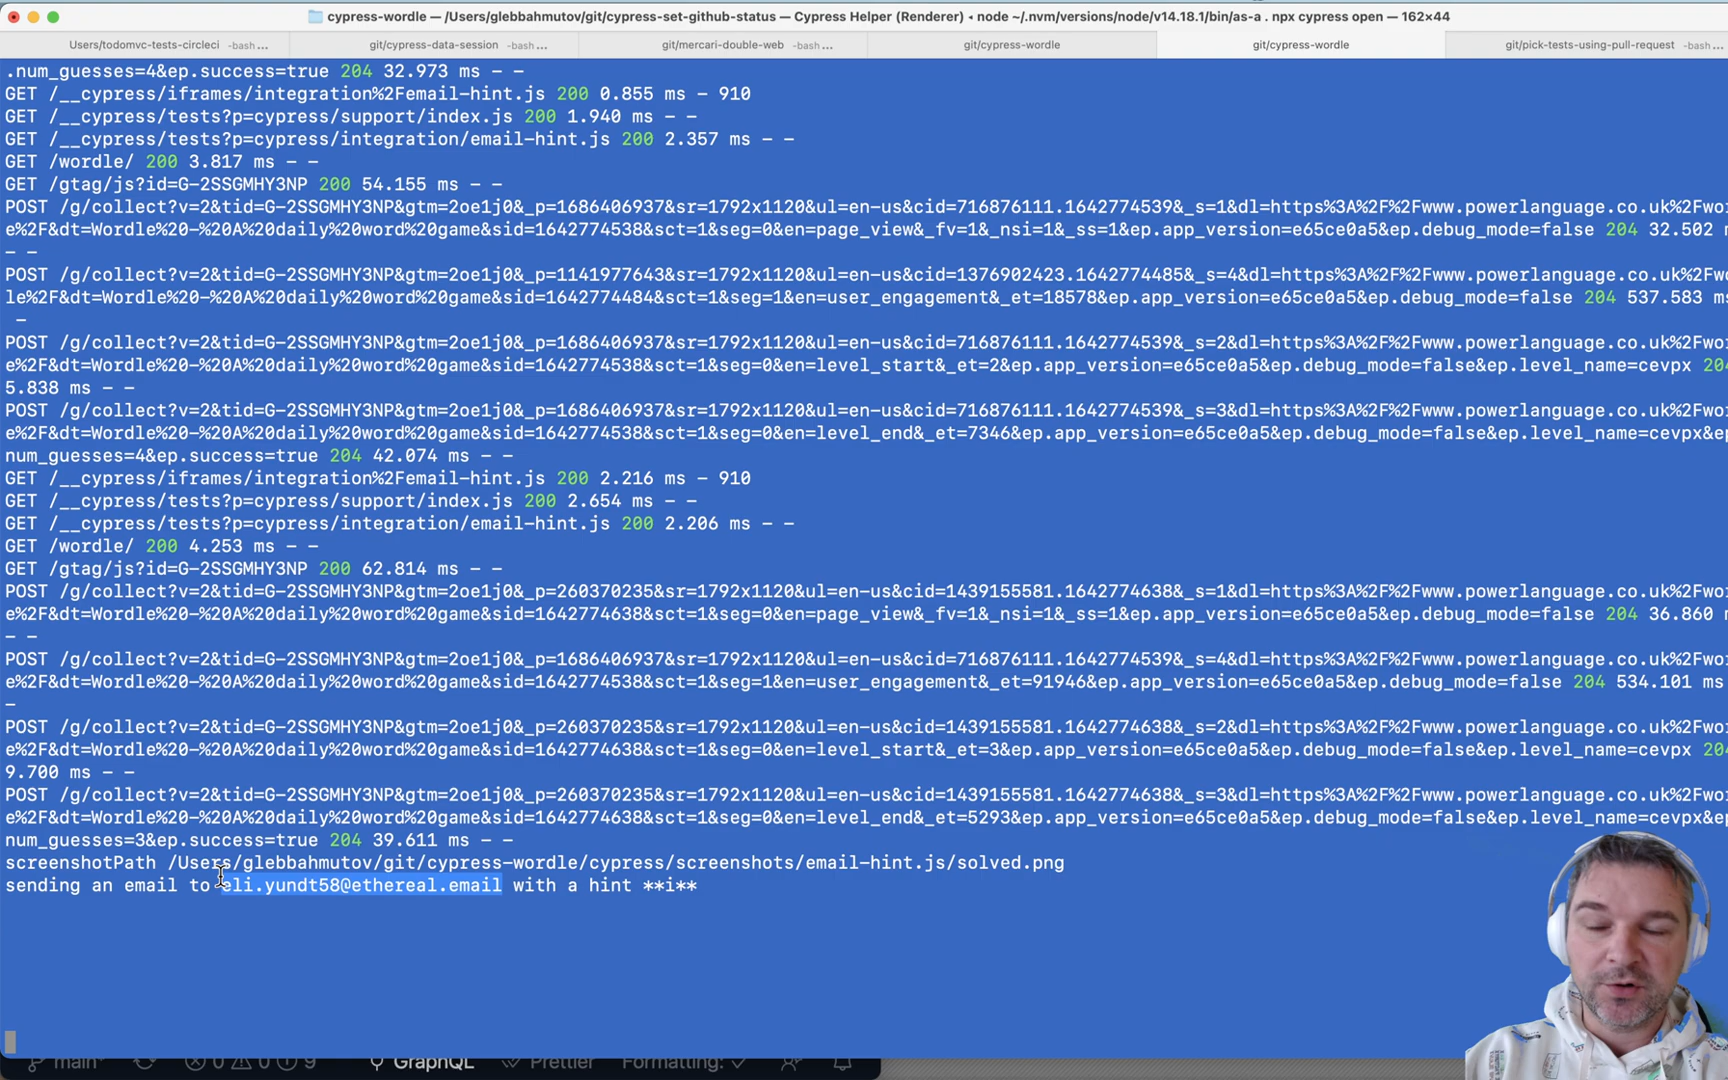 cypress-wordle — /Users/glebbahmutov/git/cypress-set-github-status — Cypress Helper (Renderer) ◂ node ~/.nvm/versions/node/v14.18.1/bin/as-a . npx cypress open — 162×44
Users/todomvc-tests-circleci -bash ... git/cypress-data-session -bash ... git/mercari-double-web -bash ... git/cypress-wordle git/cypress-wordle git/pick-tests-using-pull-request -bash ...
.num_guesses=4&ep.success=true 204 32.973 ms - -
GET /__cypress/iframes/integration%2Femail-hint.js 200 0.855 ms - 910
GET /__cypress/tests?p=cypress/support/index.js 200 1.940 ms - -
GET /__cypress/tests?p=cypress/integration/email-hint.js 200 2.357 ms - -
GET /wordle/ 200 3.817 ms - -
GET /gtag/js?id=G-2SSGMHY3NP 200 54.155 ms - -
POST /g/collect?v=2&tid=G-2SSGMHY3NP&gtm=2oe1j0&_p=1686406937&sr=1792x1120&ul=en-us&cid=716876111.1642774539&_s=1&dl=https%3A%2F%2Fwww.powerlanguage.co.uk%2Fwo
e%2F&dt=Wordle%20-%20A%20daily%20word%20game&sid=1642774538&sct=1&seg=0&en=page_view&_fv=1&_nsi=1&_ss=1&ep.app_version=e65ce0a5&ep.debug_mode=false 204 32.502
- -
POST /g/collect?v=2&tid=G-2SSGMHY3NP&gtm=2oe1j0&_p=1141977643&sr=1792x1120&ul=en-us&cid=1376902423.1642774485&_s=4&dl=https%3A%2F%2Fwww.powerlanguage.co.uk%2Fw
le%2F&dt=Wordle%20-%20A%20daily%20word%20game&sid=1642774484&sct=1&seg=1&en=user_engagement&_et=18578&ep.app_version=e65ce0a5&ep.debug_mode=false 204 537.583 ms
-
POST /g/collect?v=2&tid=G-2SSGMHY3NP&gtm=2oe1j0&_p=1686406937&sr=1792x1120&ul=en-us&cid=716876111.1642774539&_s=2&dl=https%3A%2F%2Fwww.powerlanguage.co.uk%2Fwo
e%2F&dt=Wordle%20-%20A%20daily%20word%20game&sid=1642774538&sct=1&seg=0&en=level_start&_et=2&ep.app_version=e65ce0a5&ep.debug_mode=false&ep.level_name=cevpx 204
5.838 ms - -
POST /g/collect?v=2&tid=G-2SSGMHY3NP&gtm=2oe1j0&_p=1686406937&sr=1792x1120&ul=en-us&cid=716876111.1642774539&_s=3&dl=https%3A%2F%2Fwww.powerlanguage.co.uk%2Fwo
e%2F&dt=Wordle%20-%20A%20daily%20word%20game&sid=1642774538&sct=1&seg=0&en=level_end&_et=7346&ep.app_version=e65ce0a5&ep.debug_mode=false&ep.level_name=cevpx&ep
num_guesses=4&ep.success=true 204 42.074 ms - -
GET /__cypress/iframes/integration%2Femail-hint.js 200 2.216 ms - 910
GET /__cypress/tests?p=cypress/support/index.js 200 2.654 ms - -
GET /__cypress/tests?p=cypress/integration/email-hint.js 200 2.206 ms - -
GET /wordle/ 200 4.253 ms - -
GET /gtag/js?id=G-2SSGMHY3NP 200 62.814 ms - -
POST /g/collect?v=2&tid=G-2SSGMHY3NP&gtm=2oe1j0&_p=260370235&sr=1792x1120&ul=en-us&cid=1439155581.1642774638&_s=1&dl=https%3A%2F%2Fwww.powerlanguage.co.uk%2Fwo
e%2F&dt=Wordle%20-%20A%20daily%20word%20game&sid=1642774638&sct=1&seg=0&en=page_view&_fv=1&_nsi=1&_ss=1&ep.app_version=e65ce0a5&ep.debug_mode=false 204 36.860
- -
POST /g/collect?v=2&tid=G-2SSGMHY3NP&gtm=2oe1j0&_p=1686406937&sr=1792x1120&ul=en-us&cid=716876111.1642774539&_s=4&dl=https%3A%2F%2Fwww.powerlanguage.co.uk%2Fwo
e%2F&dt=Wordle%20-%20A%20daily%20word%20game&sid=1642774538&sct=1&seg=1&en=user_engagement&_et=91946&ep.app_version=e65ce0a5&ep.debug_mode=false 204 534.101 ms
-
POST /g/collect?v=2&tid=G-2SSGMHY3NP&gtm=2oe1j0&_p=260370235&sr=1792x1120&ul=en-us&cid=1439155581.1642774638&_s=2&dl=https%3A%2F%2Fwww.powerlanguage.co.uk%2Fwo
e%2F&dt=Wordle%20-%20A%20daily%20word%20game&sid=1642774638&sct=1&seg=0&en=level_start&_et=3&ep.app_version=e65ce0a5&ep.debug_mode=false&ep.level_name=cevpx 204
9.700 ms - -
POST /g/collect?v=2&tid=G-2SSGMHY3NP&gtm=2oe1j0&_p=260370235&sr=1792x1120&ul=en-us&cid=1439155581.1642774638&_s=3&dl=https%3A%2F%2Fwww.powerlanguage.co.uk%2Fwo
e%2F&dt=Wordle%20-%20A%20daily%20word%20game&sid=1642774638&sct=1&seg=0&en=level_end&_et=5293&ep.app_version=e65ce0a5&ep.debug_mode=false&ep.level_name=cevpx&ep
num_guesses=3&ep.success=true 204 39.611 ms - -
screenshotPath /Users/glebbahmutov/git/cypress-wordle/cypress/screenshots/email-hint.js/solved.png
sending an email to eli.yundt58@ethereal.email with a hint **i**
main* 0 0 9 GraphQL Prettier Formatting: